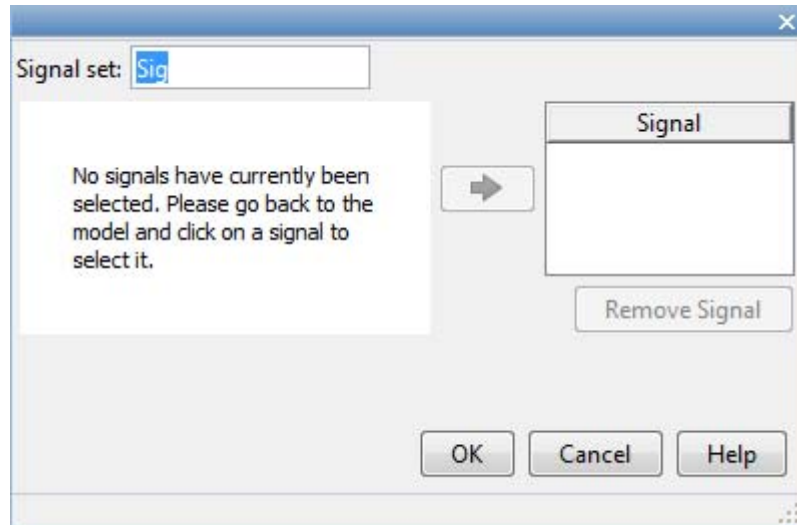 Signal set: Sig
No signals have currently been
selected. Please go back to the
model and click on a signal to
select it.
Signal
Remove Signal
OK Cancel Help